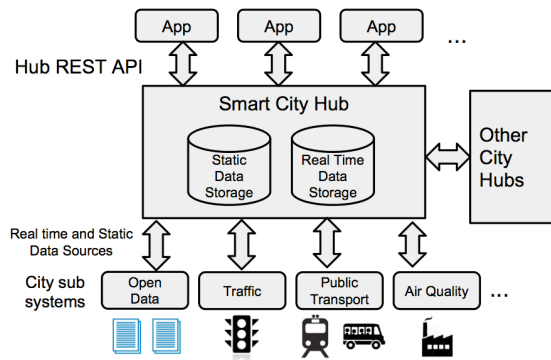 App App App ...
Hub REST API
Smart City Hub
Static
Data
Storage
Real Time
Data
Storage
Other
City
Hubs
Real time and Static
Data Sources
City sub
systems
Open
Data
Traffic
Public
Transport
Air Quality
...